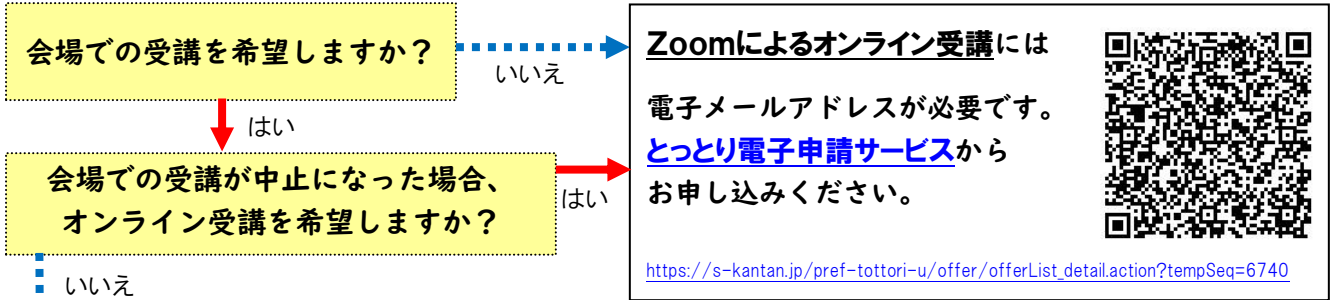 会場での受講を希望しますか？
いいえ
はい
会場での受講が中止になった場合、
オンライン受講を希望しますか？
はい
いいえ
Zoomによるオンライン受講には
電子メールアドレスが必要です。
とっとり電子申請サービスから
お申し込みください。
https://s-kantan.jp/pref-tottori-u/offer/offerList_detail.action?tempSeq=6740